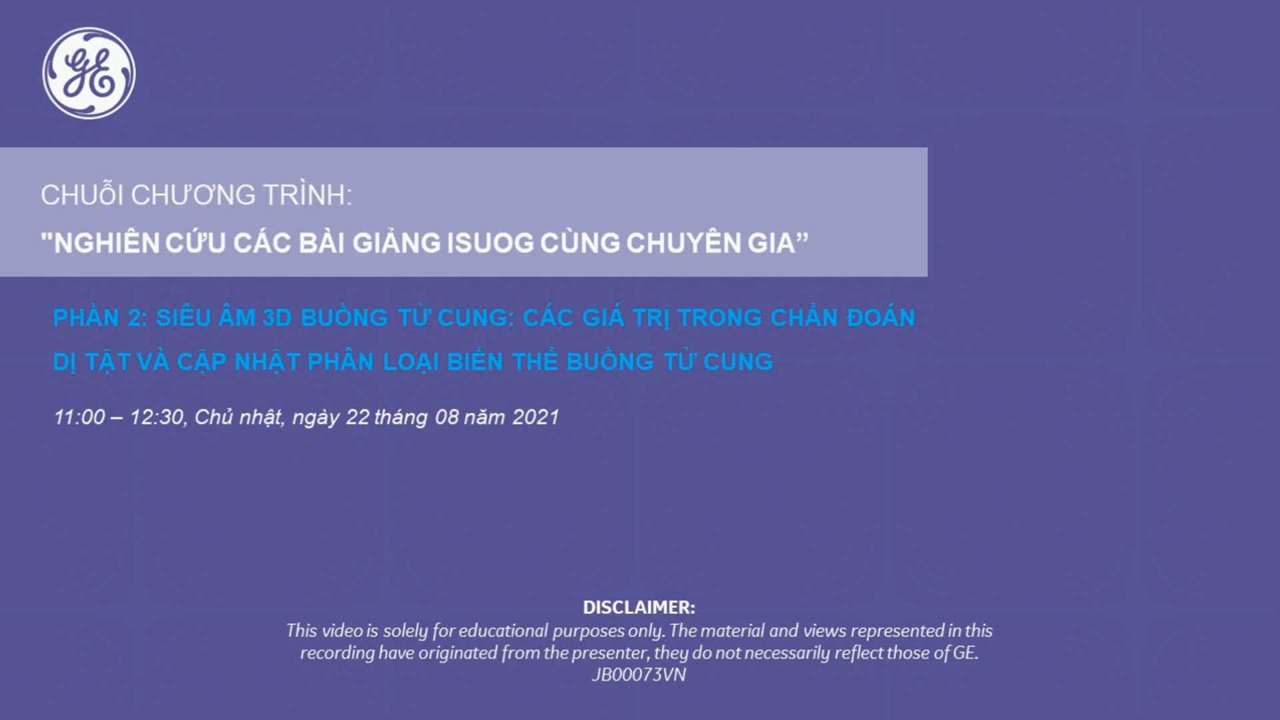 GE
CHUỖI CHƯƠNG TRÌNH:
"NGHIÊN CỨU CÁC BÀI GIẢNG ISUOG CÙNG CHUYÊN GIA”
PHẦN 2: SIÊU ÂM 3D BUỒNG TỬ CUNG: CÁC GIÁ TRỊ TRONG CHẨN ĐOÁN
DỊ TẬT VÀ CẬP NHẬT PHÂN LOẠI BIẾN THỂ BUỒNG TỬ CUNG
11:00 – 12:30, Chủ nhật, ngày 22 tháng 08 năm 2021
DISCLAIMER:
This video is solely for educational purposes only. The material and views represented in this
recording have originated from the presenter, they do not necessarily reflect those of GE.
JB00073VN